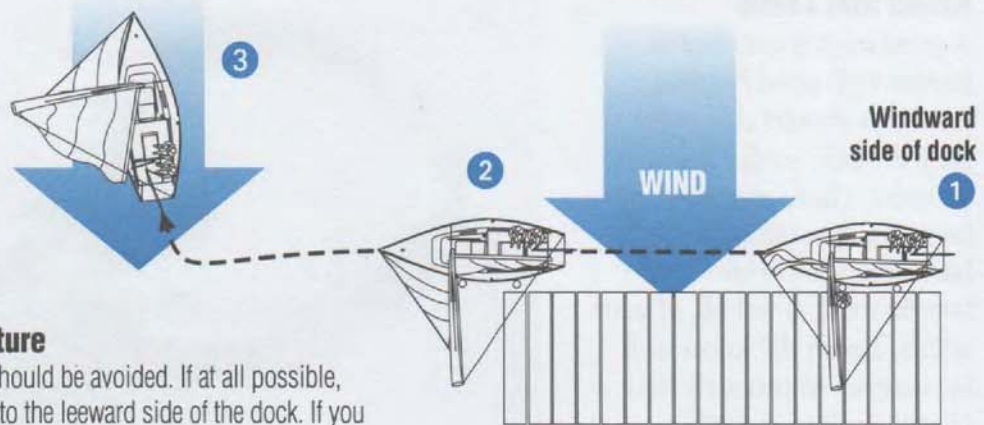 3
Windward
side of dock
2
WIND
1
ture
hould be avoided. If at all possible,
to the leeward side of the dock. If you